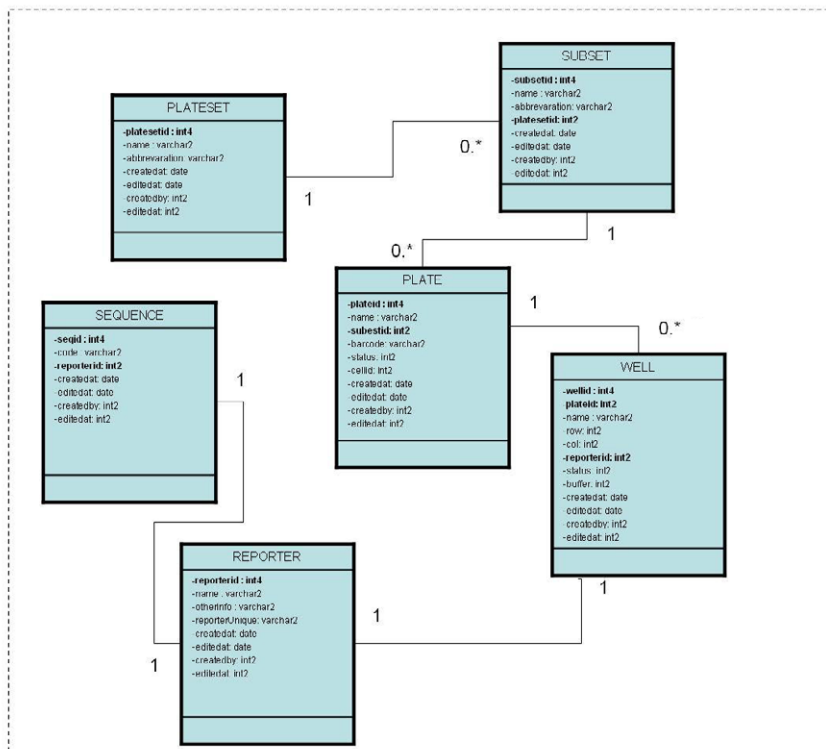 SUBSET
-subsetid : int4
-name : varchar2
-abbrevaration: varchar2
-platesetid: int2
-createdat: date
-editedat: date
-createdby: int2
-editedat: int2
PLATESET
-platesetid : int4
-name : varchar2
-abbrevaration: varchar2
-createdat: date
-editedat: date
-createdby: int2
-editedat: int2
0.*
1
1
0.*
PLATE
-plateid : int4
-name : varchar2
-subestid: int2
-barcode: varchar2
-status: int2
-cellid: int2
-createdat: date
-editedat: date
-createdby: int2
-editedat: int2
1
0.*
SEQUENCE
-seqid : int4
-code : varchar2
-reporterid: int2
-createdat: date
-editedat: date
-createdby: int2
-editedat: int2
1
WELL
-wellid : int4
-plateid: int2
-name : varchar2
-row: int2
-col: int2
-reporterid: int2
-status: int2
-buffer: int2
-createdat: date
-editedat: date
-createdby: int2
-editedat: int2
1
REPORTER
-reporterid : int4
-name : varchar2
-otherInfo : varchar2
-reporterUnique: varchar2
-createdat: date
-editedat: date
-createdby: int2
-editedat: int2
1
1